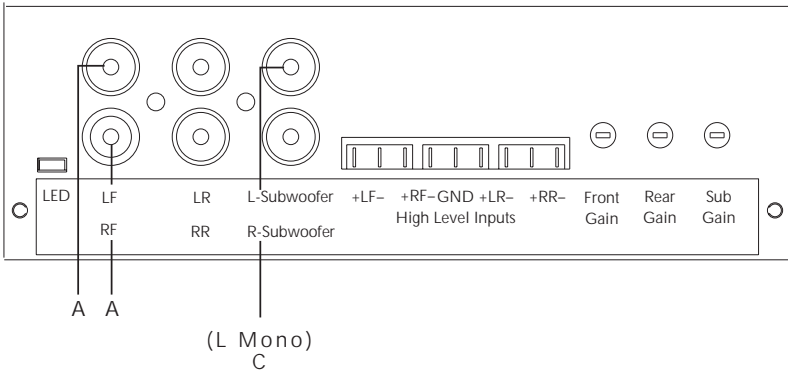 LED LF LR L-Subwoofer +LF– +RF–GND +LR– +RR– Front Rear Sub
High Level Inputs Gain Gain Gain
RF RR R-Subwoofer
A A
(L Mono)
C